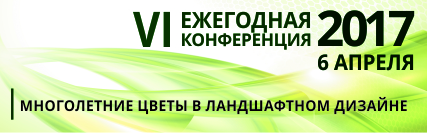 VI ЕЖЕГОДНАЯ КОНФЕРЕНЦИЯ 2017
6 АПРЕЛЯ
МНОГОЛЕТНИЕ ЦВЕТЫ В ЛАНДШАФТНОМ ДИЗАЙНЕ